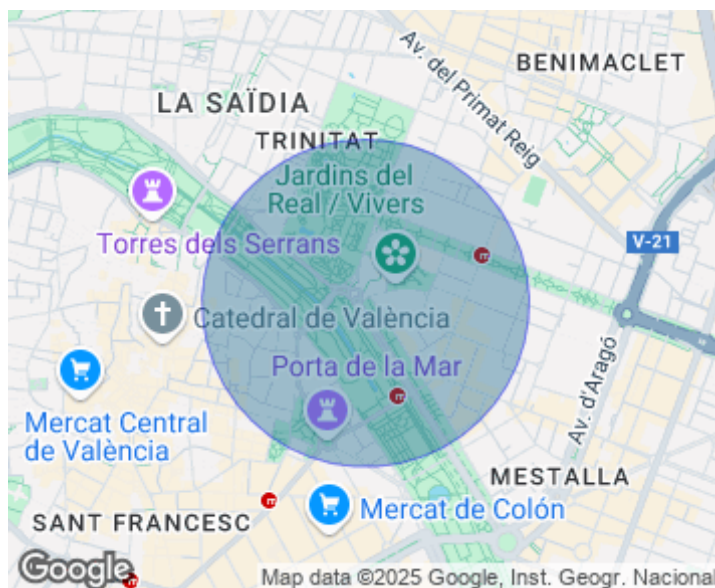 Av. del Primat Reig
BENIMACLET
LA SAÏDIA
TRINITAT
Jardins del
Real / Vivers
Torres dels Serrans
V-21
Catedral de València
Porta de la Mar
Av. d'Aragó
Mercat Central
de València
MESTALLA
Mercat de Colón
SANT FRANCESC
Google
Map data ©2025 Google, Inst. Geogr. Nacional